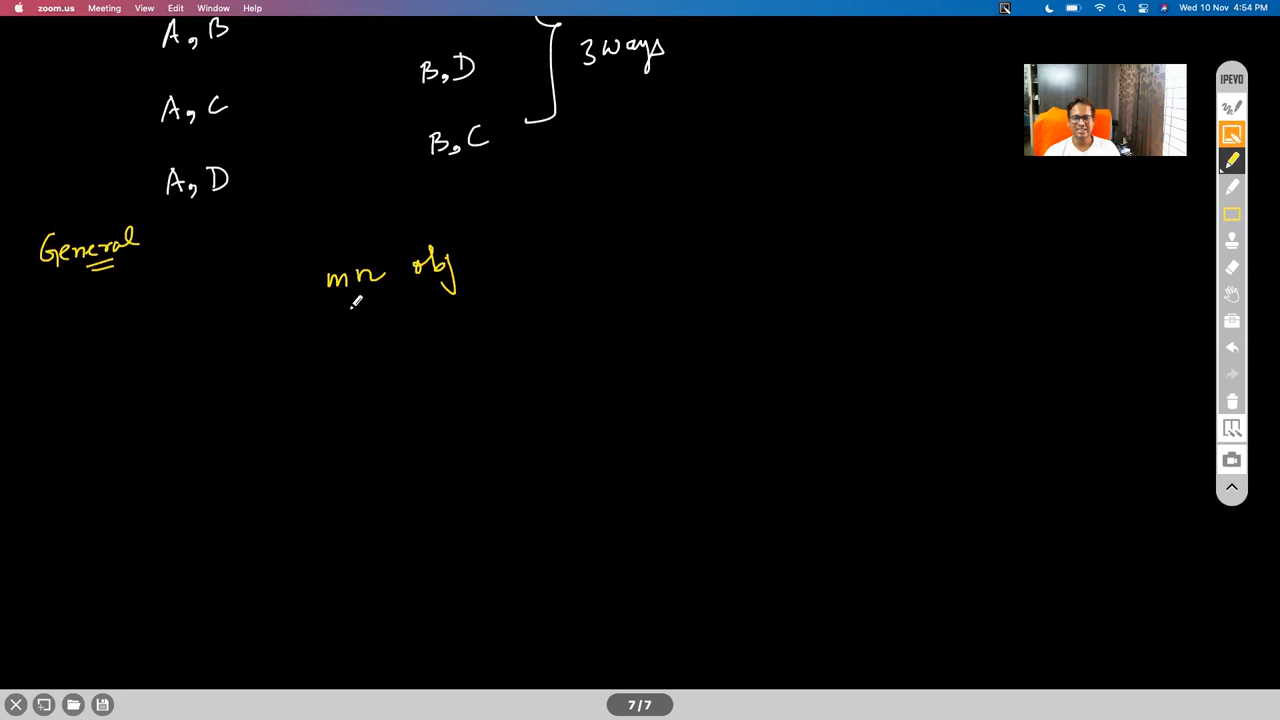 zoom.us Meeting View Edit Window Help Wed 10 Nov 4:54 PM
A, B
3 ways
B, D
A, C
B, C
A, D
General
mn obj
IPEVO
7/7